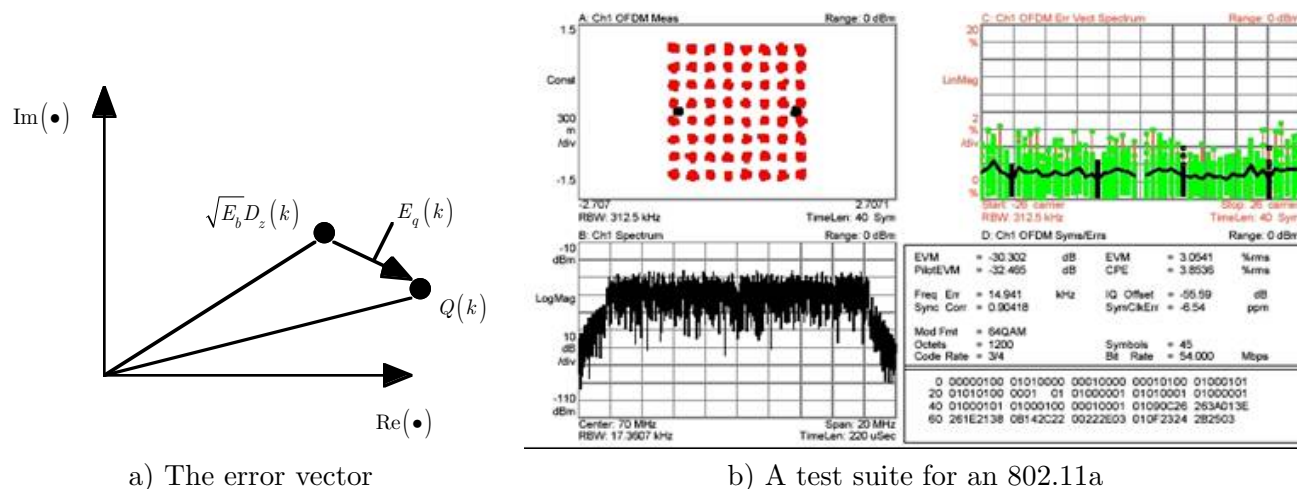 Im(●)
√E_b D_z(k)
E_q(k)
Q(k)
Re(●)
a) The error vector
A: Ch1 OFDM Meas Range: 0 dBm
1.5
Const
300
m
/div
-1.5
-2.707 2.7071
RBW: 312.5 kHz TimeLen: 40 Sym
B: Ch1 Spectrum Range: 0 dBm
-10
dBm
LogMag
10
dB
/div
-110
dBm
Center: 70 MHz Span: 20 MHz
RBW: 17.3607 kHz TimeLen: 220 uSec
C: Ch1 OFDM Err Vect Spectrum Range: 0 dBm
20
%
LinMag
2
%
/div
0
%
Start: -26 carrier Stop: 26 carrier
RBW: 312.5 kHz TimeLen: 40 Sym
D: Ch1 OFDM Syms/Errs Range: 0 dBm
EVM = -30.302 dB EVM = 3.0541 %rms
PilotEVM = -32.465 dB CPE = 3.8536 %rms
Freq Err = 14.941 kHz IQ Offset = -55.59 dB
Sync Corr = 0.90418 SymClkErr = -6.54 ppm
Mod Fmt = 64QAM
Octets = 1200 Symbols = 45
Code Rate = 3/4 Bit Rate = 54.000 Mbps
0 00000100 01010000 00010000 00010100 01000101
20 01010100 0001 01 01000001 01010001 01000001
40 01000101 01000100 00010001 01090C26 263A013E
60 261E2138 0B142C22 00222E03 010F2324 2B2503
b) A test suite for an 802.11a